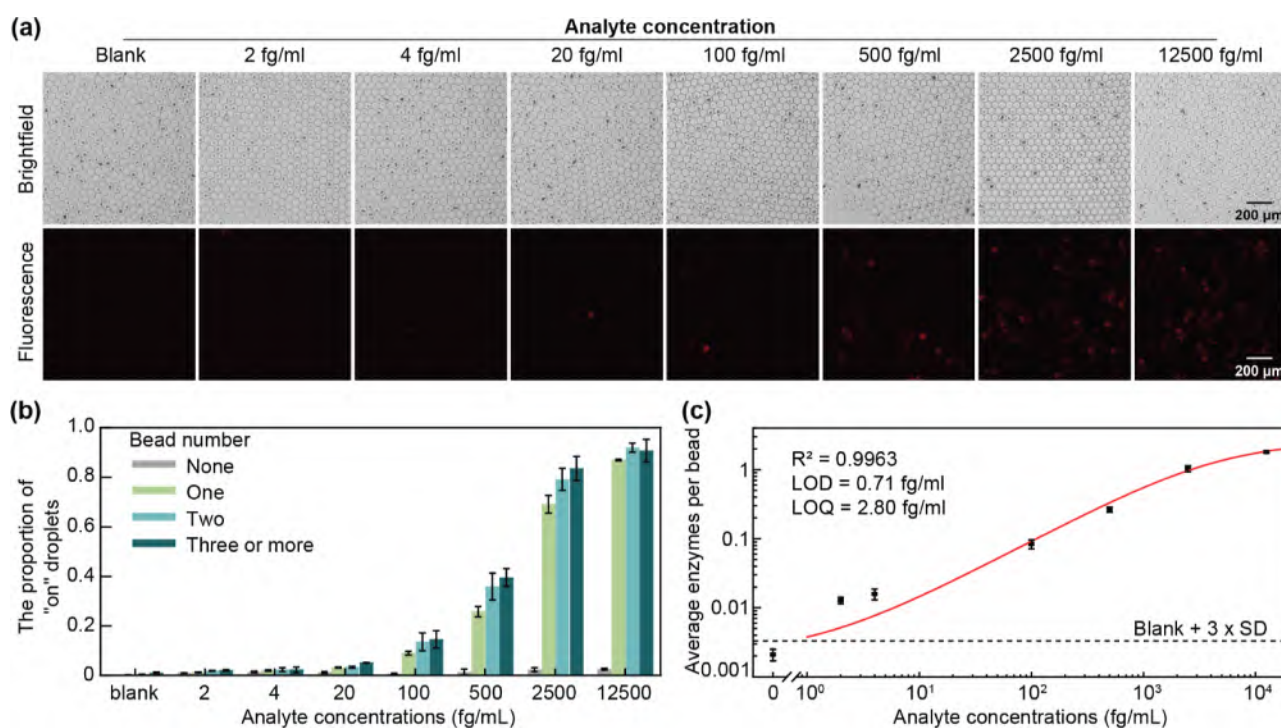 (a)
Analyte concentration
Blank 2 fg/ml 4 fg/ml 20 fg/ml 100 fg/ml 500 fg/ml 2500 fg/ml 12500 fg/ml
Brightfield
200 µm
Fluorescence
200 µm
(b)
The proportion of
"on" droplets
1.0
0.8
0.6
0.4
0.2
0
Bead number
None
One
Two
Three or more
blank 2 4 20 100 500 2500 12500
Analyte concentrations (fg/mL)
(c)
Average enzymes per bead
1
0.1
0.01
0.001
R² = 0.9963
LOD = 0.71 fg/ml
LOQ = 2.80 fg/ml
Blank + 3 x SD
0 10⁰ 10¹ 10² 10³ 10⁴
Analyte concentrations (fg/mL)